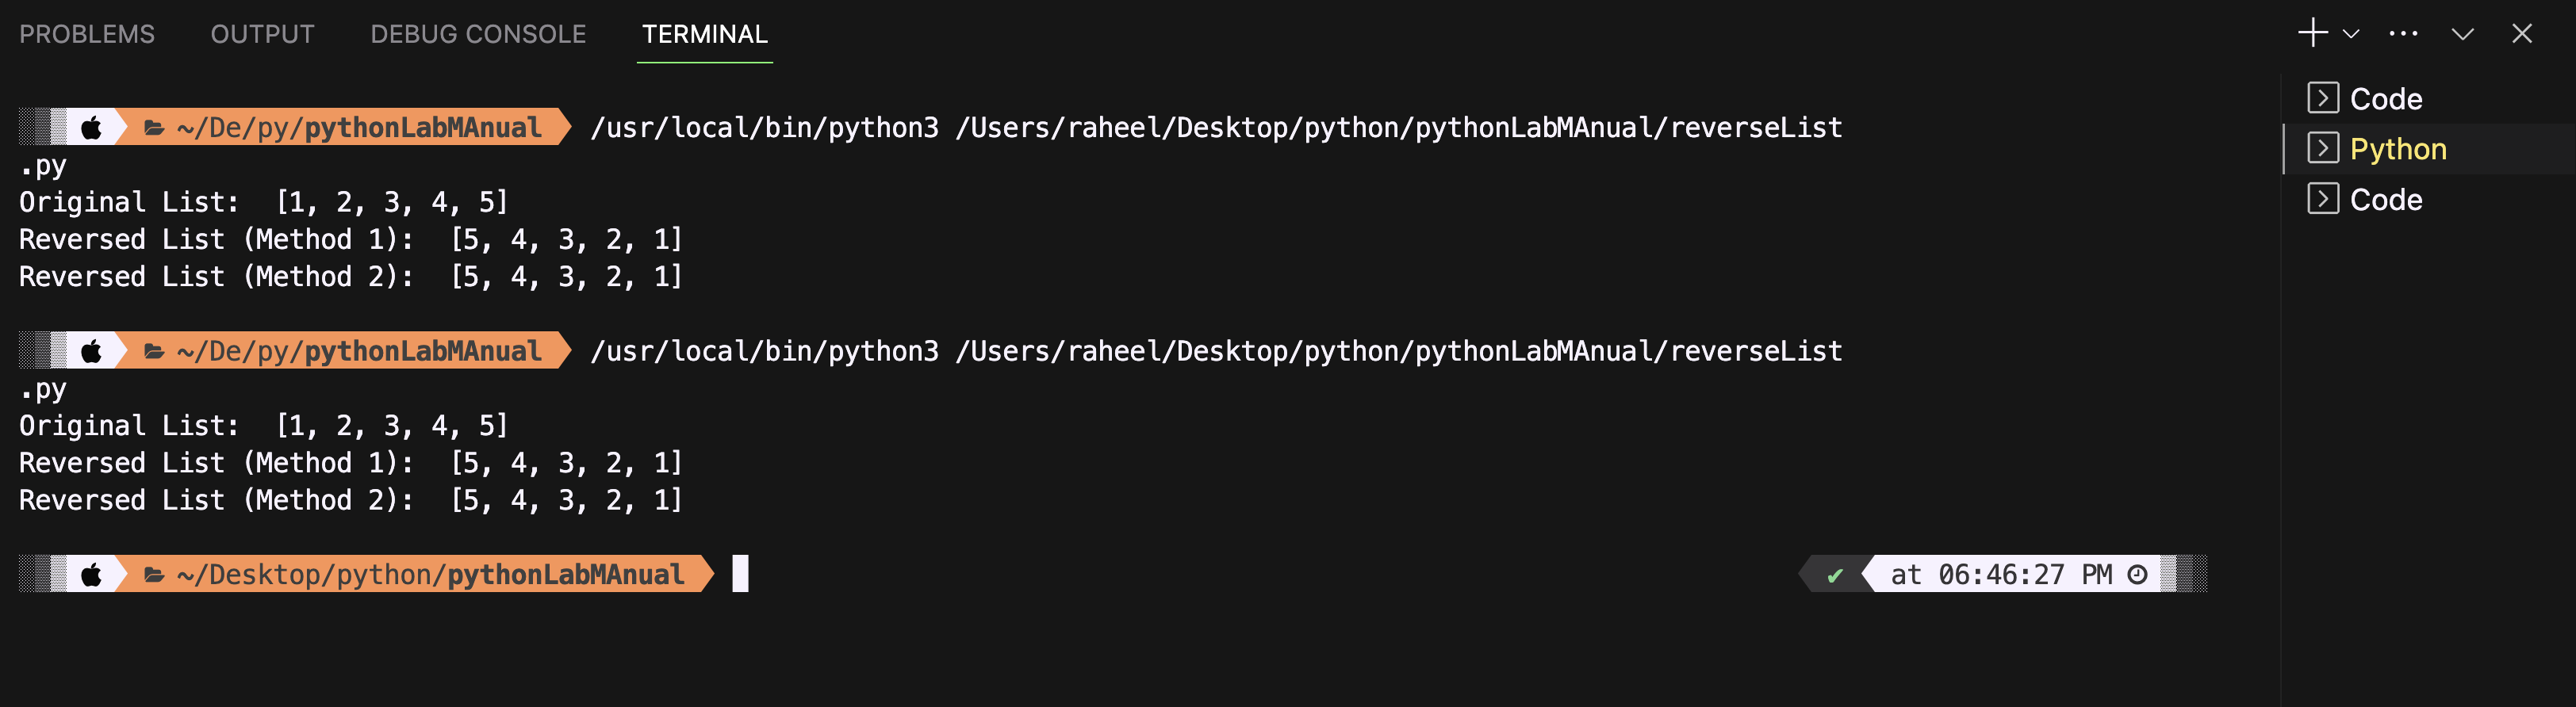 PROBLEMS OUTPUT DEBUG CONSOLE TERMINAL
~/De/py/pythonLabMAnual /usr/local/bin/python3 /Users/raheel/Desktop/python/pythonLabMAnual/reverseList
.py
Original List:  [1, 2, 3, 4, 5]
Reversed List (Method 1):  [5, 4, 3, 2, 1]
Reversed List (Method 2):  [5, 4, 3, 2, 1]
~/De/py/pythonLabMAnual /usr/local/bin/python3 /Users/raheel/Desktop/python/pythonLabMAnual/reverseList
.py
Original List:  [1, 2, 3, 4, 5]
Reversed List (Method 1):  [5, 4, 3, 2, 1]
Reversed List (Method 2):  [5, 4, 3, 2, 1]
~/Desktop/python/pythonLabMAnual ✔ at 06:46:27 PM
Code
Python
Code